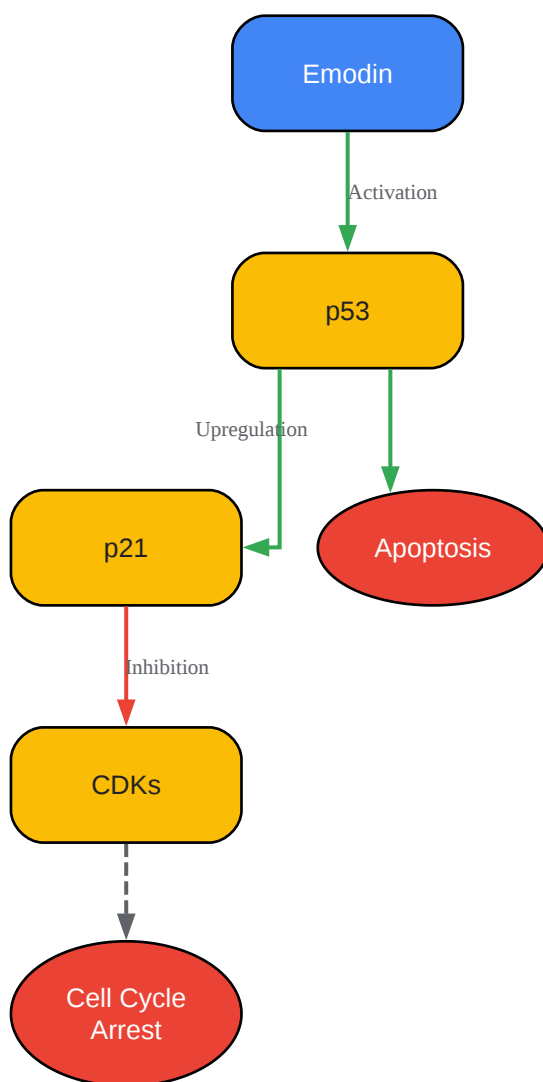 Emodin
Activation
p53
Upregulation
p21
Apoptosis
Inhibition
CDKs
Cell Cycle
Arrest